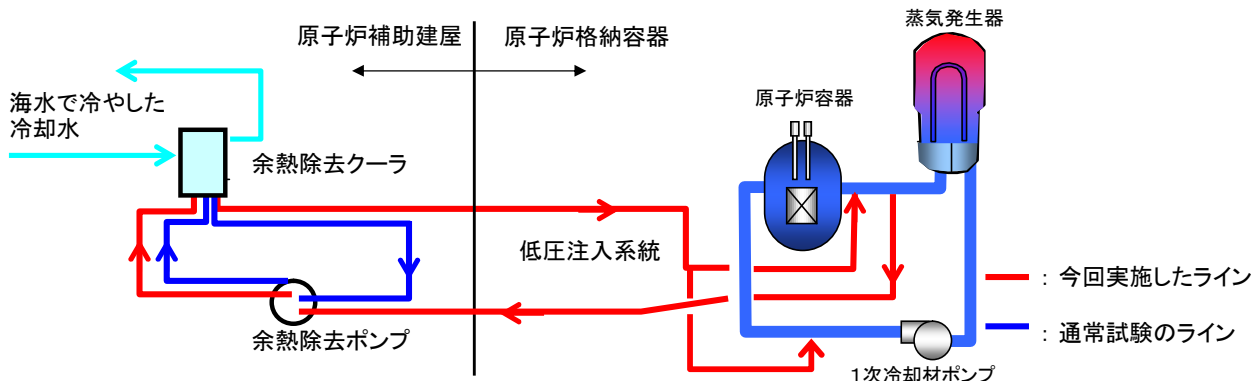 蒸気発生器
原子炉補助建屋
原子炉格納容器
海水で冷やした
冷却水
原子炉容器
余熱除去クーラ
低圧注入系統
: 今回実施したライン
余熱除去ポンプ
: 通常試験のライン
1次冷却材ポンプ